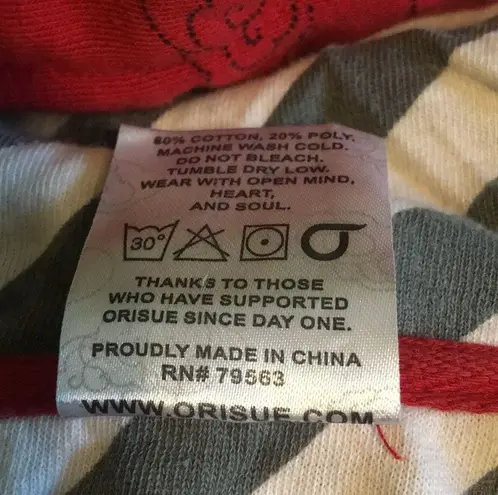 80% COTTON, 20% POLY.
MACHINE WASH COLD.
DO NOT BLEACH.
TUMBLE DRY LOW.
WEAR WITH OPEN MIND,
HEART,
AND SOUL.
30°
THANKS TO THOSE
WHO HAVE SUPPORTED
ORISUE SINCE DAY ONE.
PROUDLY MADE IN CHINA
RN# 79563
WWW.ORISUE.COM